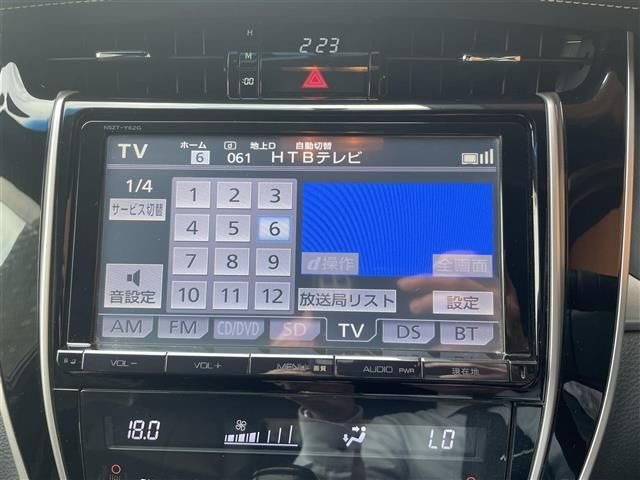 H
M
:00
2:23
NSZT-Y62G
TV ホーム 6 d 061 地上D 自動切替 HTBテレビ
1/4
サービス切替
1 2 3
4 5 6
7 8 9
10 11 12
音設定
d操作 全画面
放送局リスト 設定
AM FM CD/DVD SD TV DS BT
VOL− VOL+ MENU 画質 AUDIO PWR 現在地
18.0 LO